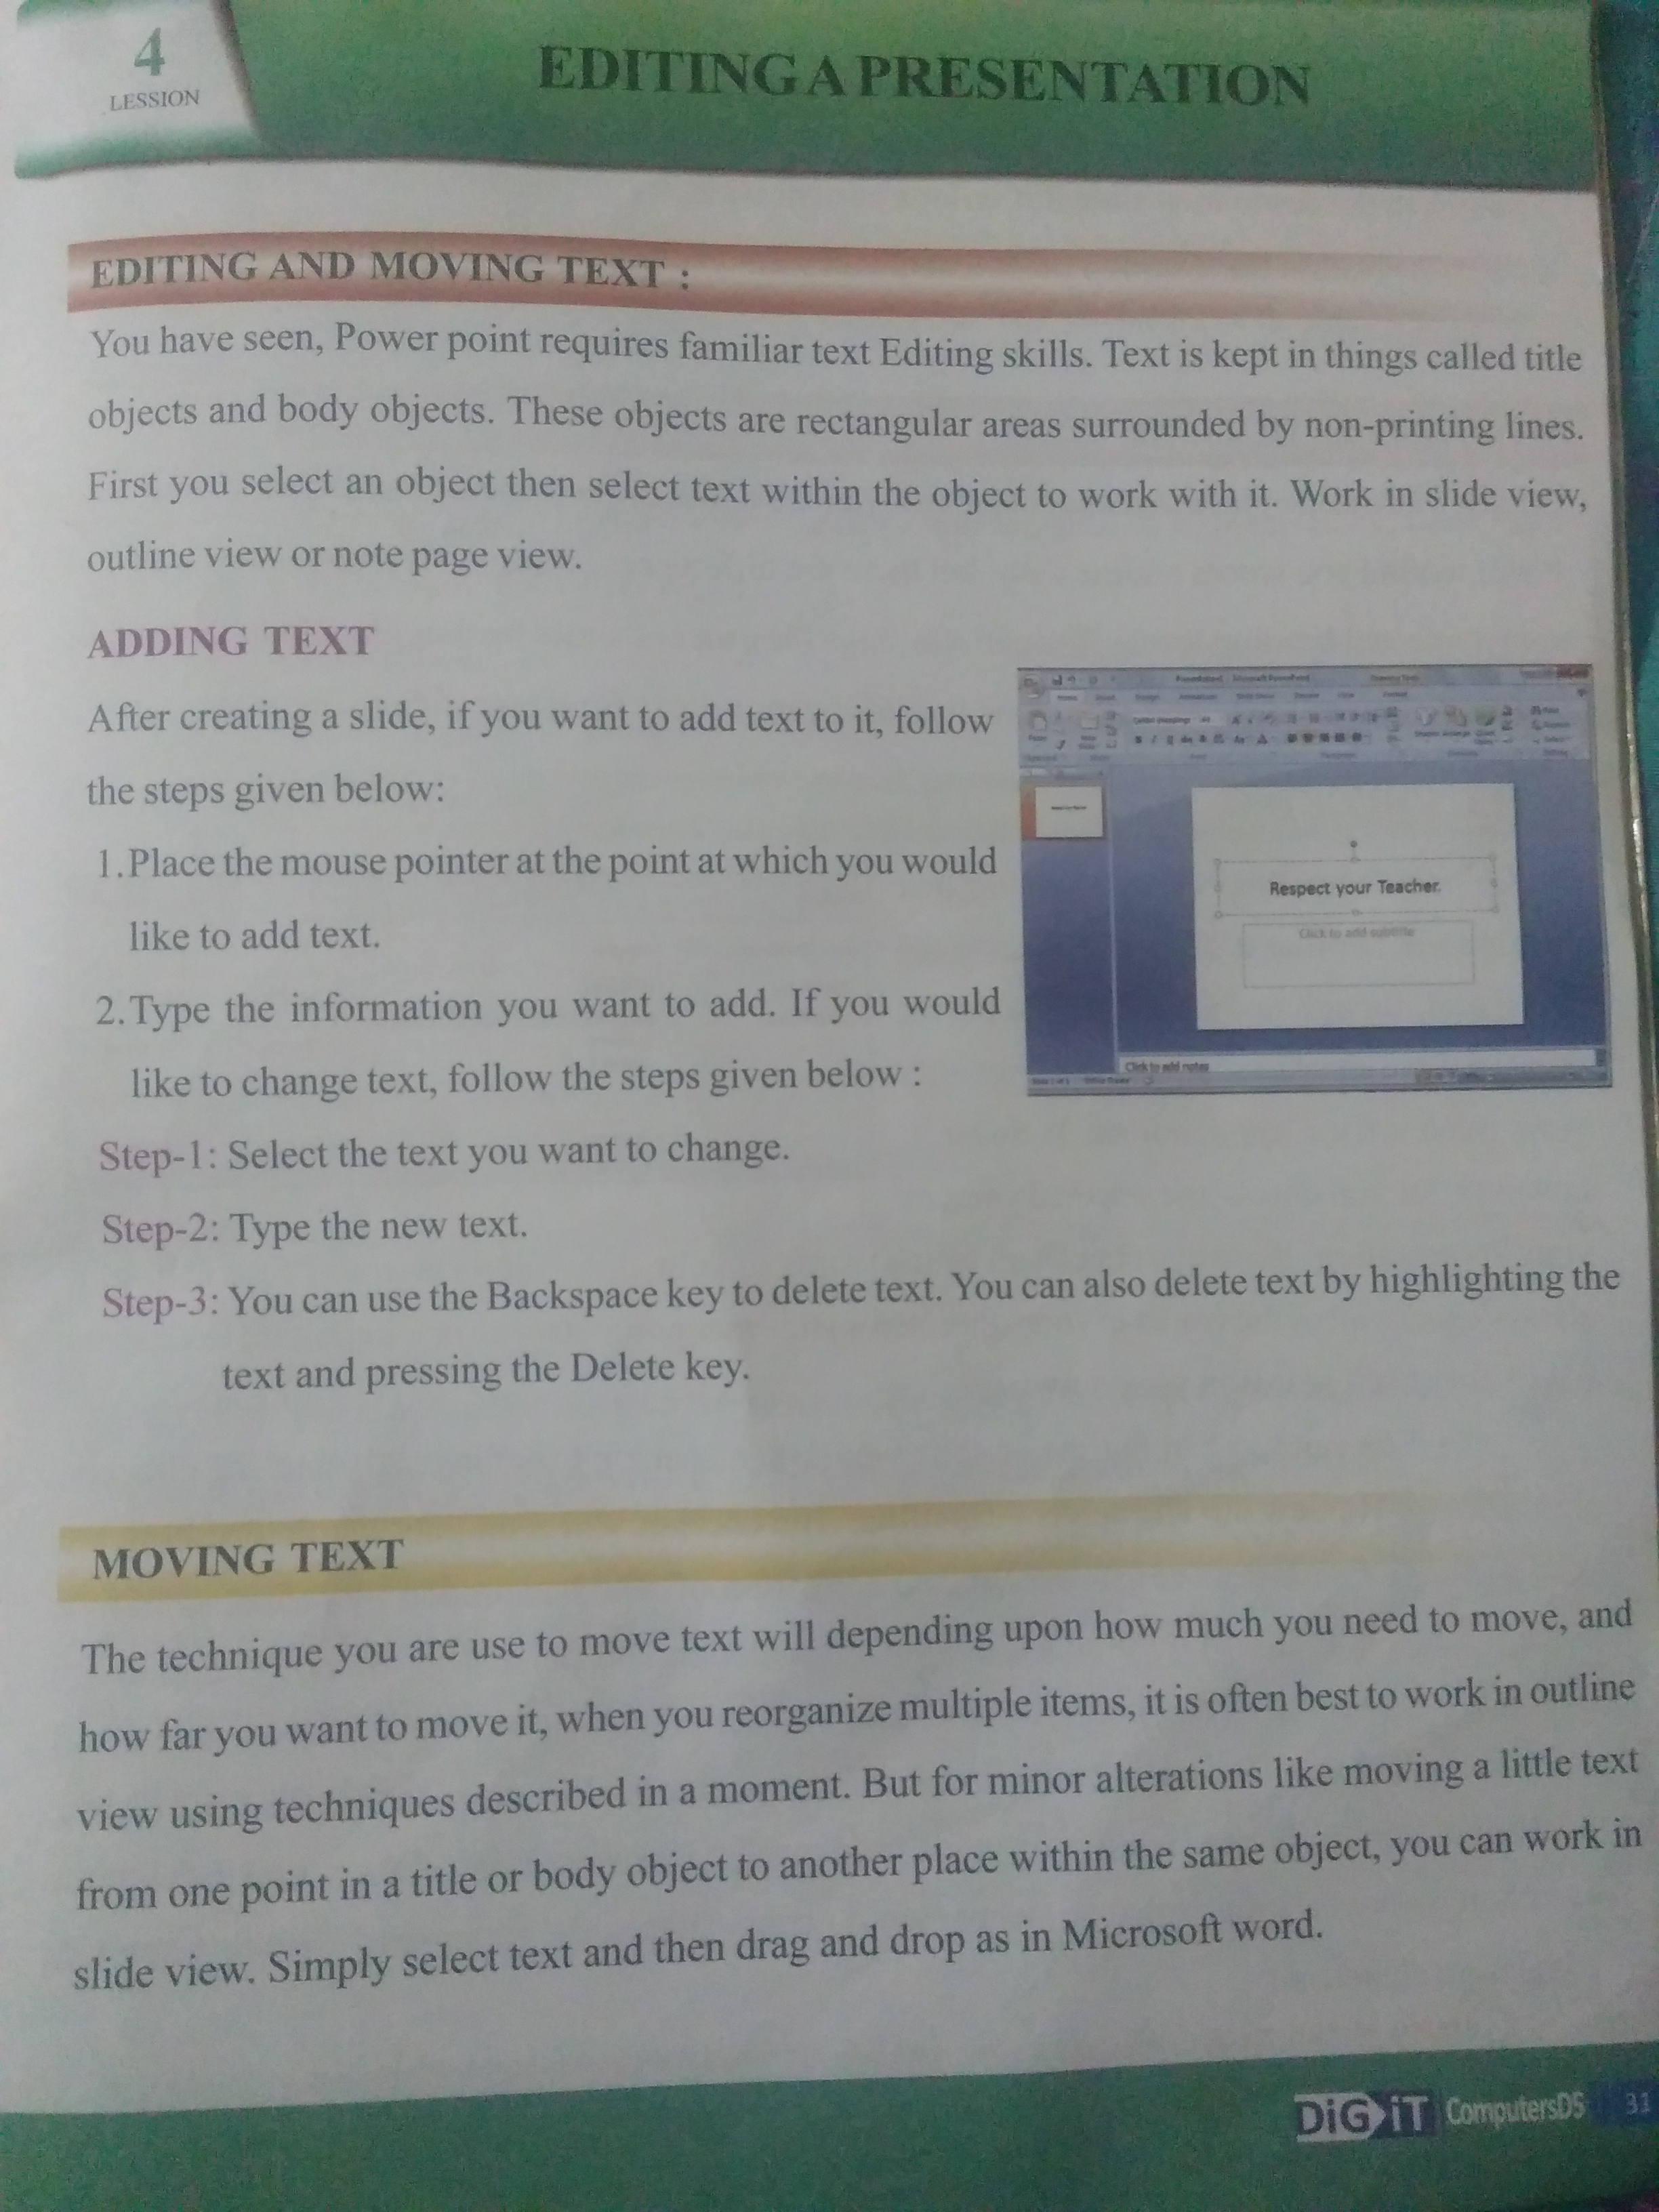 4
LESSION
EDITING A PRESENTATION
EDITING AND MOVING TEXT :
You have seen, Power point requires familiar text Editing skills. Text is kept in things called title
objects and body objects. These objects are rectangular areas surrounded by non-printing lines.
First you select an object then select text within the object to work with it. Work in slide view,
outline view or note page view.
ADDING TEXT
After creating a slide, if you want to add text to it, follow
the steps given below:
1. Place the mouse pointer at the point at which you would
like to add text.
2. Type the information you want to add. If you would
like to change text, follow the steps given below :
Respect your Teacher.
Click to add subtitle
Click to add notes
Step-1: Select the text you want to change.
Step-2: Type the new text.
Step-3: You can use the Backspace key to delete text. You can also delete text by highlighting the
text and pressing the Delete key.
MOVING TEXT
The technique you are use to move text will depending upon how much you need to move, and
how far you want to move it, when you reorganize multiple items, it is often best to work in outline
view using techniques described in a moment. But for minor alterations like moving a little text
from one point in a title or body object to another place within the same object, you can work in
slide view. Simply select text and then drag and drop as in Microsoft word.
DiGiT ComputersDS 31